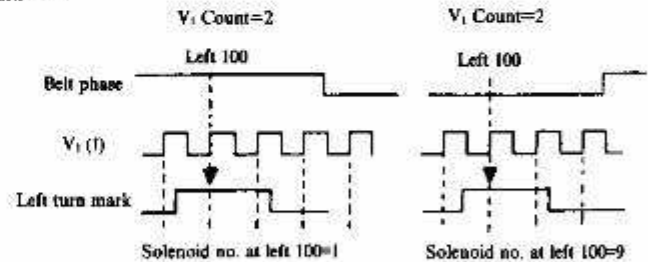 V₁ Count=2 V₁ Count=2
Left 100 Left 100
Belt phase
V₁ (f)
Left turn mark
Solenoid no. at left 100=1 Solenoid no. at left 100=9